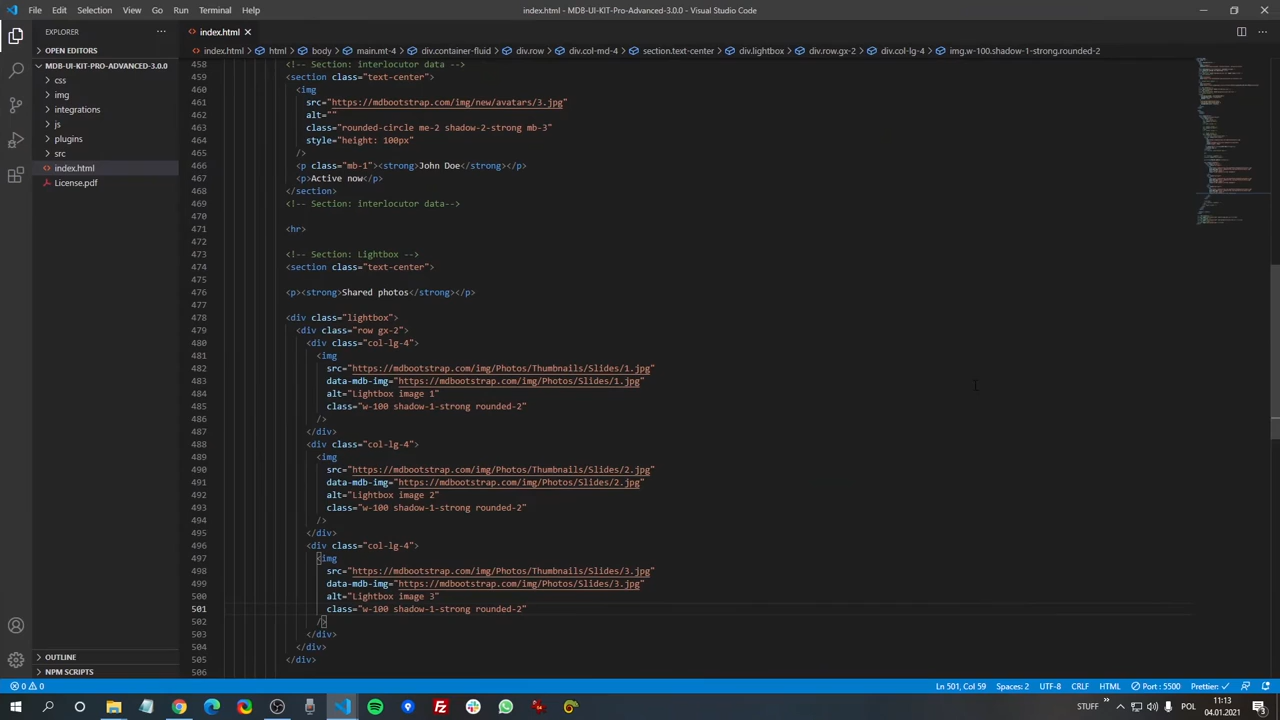 File Edit Selection View Go Run Terminal Help
index.html - MDB-UI-KIT-Pro-Advanced-3.0.0 - Visual Studio Code
EXPLORER
OPEN EDITORS
MDB-UI-KIT-PRO-ADVANCED-3.0.0
css
img
integrations
js
plugins
src
index.html
License.pdf
OUTLINE
NPM SCRIPTS
index.html
index.html > html > body > main.mt-4 > div.container-fluid > div.row > div.col-md-4 > section.text-center > div.lightbox > div.row.gx-2 > div.col-lg-4 > img.w-100.shadow-1-strong.rounded-2
458 <!-- Section: interlocutor data -->
459 <section class="text-center">
460 <img
461 src="https://mdbootstrap.com/img/new/avatars/3.jpg"
462 alt=""
463 class="rounded-circle me-2 shadow-2-strong mb-3"
464 style="height: 100px"
465 />
466 <p class="mb-1"><strong>John Doe</strong></p>
467 <p>Active now</p>
468 </section>
469 <!-- Section: interlocutor data-->
470
471 <hr>
472
473 <!-- Section: Lightbox -->
474 <section class="text-center">
475
476 <p><strong>Shared photos</strong></p>
477
478 <div class="lightbox">
479 <div class="row gx-2">
480 <div class="col-lg-4">
481 <img
482 src="https://mdbootstrap.com/img/Photos/Thumbnails/Slides/1.jpg"
483 data-mdb-img="https://mdbootstrap.com/img/Photos/Slides/1.jpg"
484 alt="Lightbox image 1"
485 class="w-100 shadow-1-strong rounded-2"
486 />
487 </div>
488 <div class="col-lg-4">
489 <img
490 src="https://mdbootstrap.com/img/Photos/Thumbnails/Slides/2.jpg"
491 data-mdb-img="https://mdbootstrap.com/img/Photos/Slides/2.jpg"
492 alt="Lightbox image 2"
493 class="w-100 shadow-1-strong rounded-2"
494 />
495 </div>
496 <div class="col-lg-4">
497 <img
498 src="https://mdbootstrap.com/img/Photos/Thumbnails/Slides/3.jpg"
499 data-mdb-img="https://mdbootstrap.com/img/Photos/Slides/3.jpg"
500 alt="Lightbox image 3"
501 class="w-100 shadow-1-strong rounded-2"
502 />
503 </div>
504 </div>
505 </div>
506
0 0 Ln 501, Col 59 Spaces: 2 UTF-8 CRLF HTML Port : 5500 Prettier: ✓
STUFF POL 11:13
04.01.2021